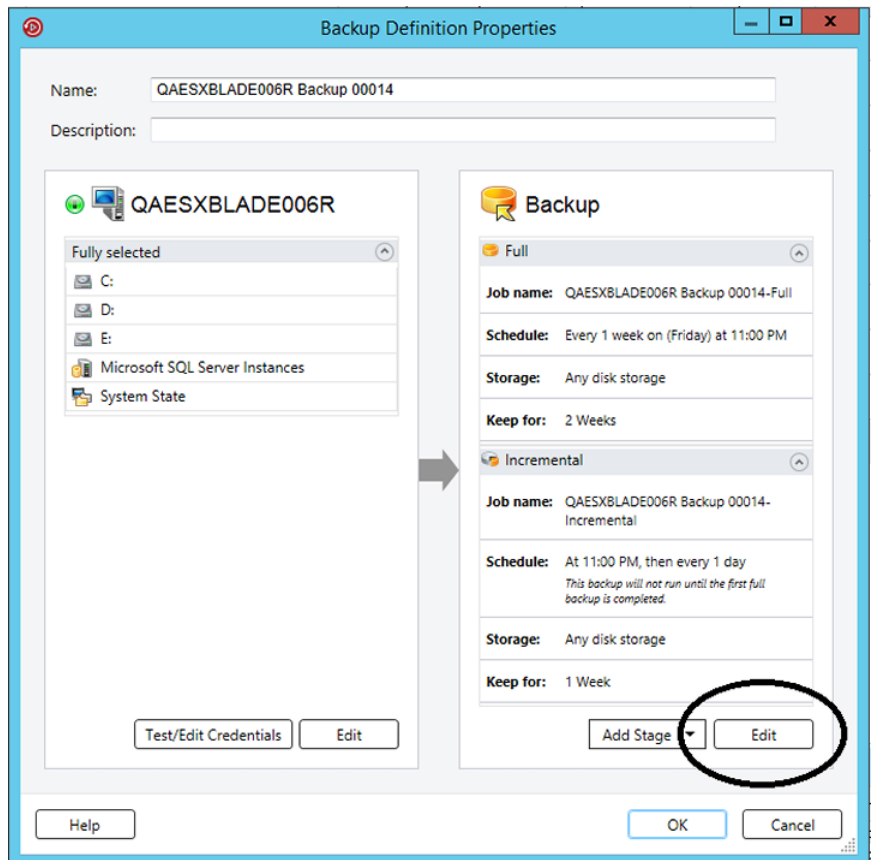 Backup Definition Properties
Name:
QAESXBLADE006R Backup 00014
Description:
QAESXBLADE006R
Fully selected
C:
D:
E:
Microsoft SQL Server Instances
System State
Test/Edit Credentials
Edit
Backup
Full
Job name: QAESXBLADE006R Backup 00014-Full
Schedule: Every 1 week on (Friday) at 11:00 PM
Storage: Any disk storage
Keep for: 2 Weeks
Incremental
Job name: QAESXBLADE006R Backup 00014-
Incremental
Schedule: At 11:00 PM, then every 1 day
This backup will not run until the first full
backup is completed.
Storage: Any disk storage
Keep for: 1 Week
Add Stage
Edit
Help
OK
Cancel